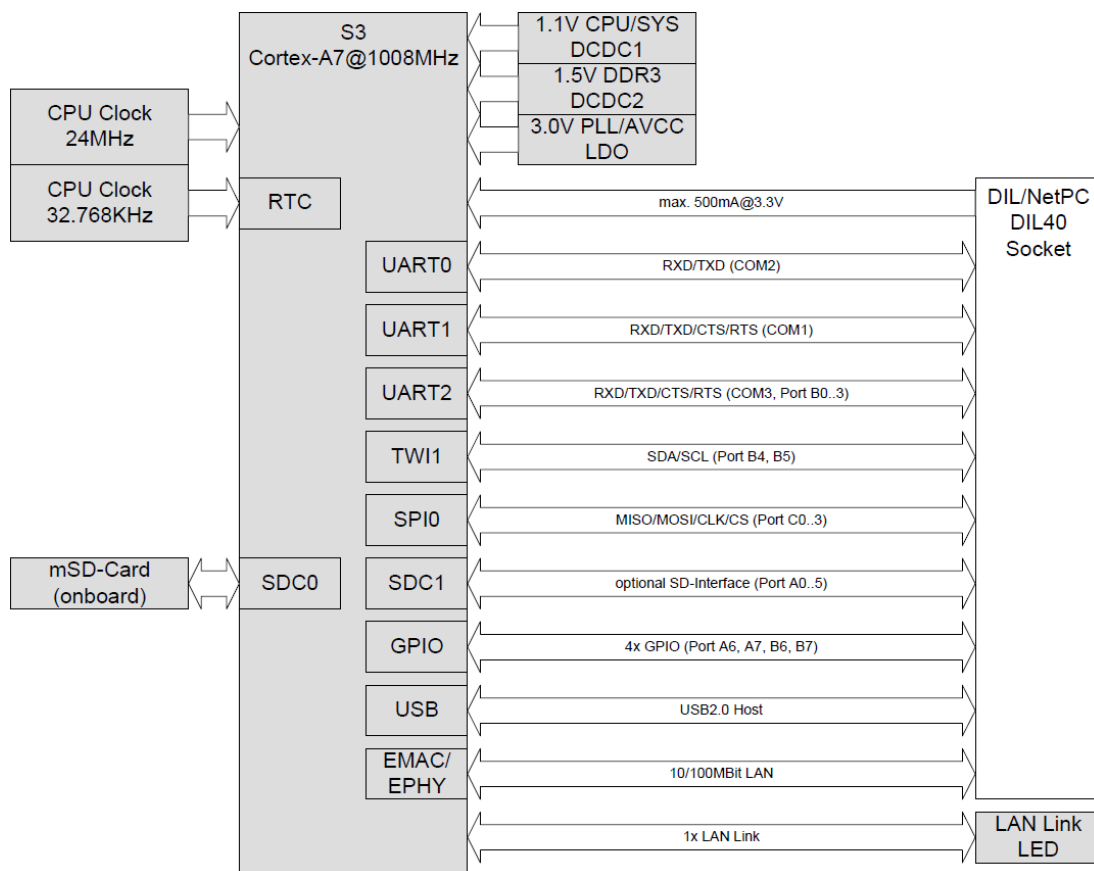 S3
Cortex-A7@1008MHz
1.1V CPU/SYS
DCDC1
1.5V DDR3
DCDC2
3.0V PLL/AVCC
LDO
CPU Clock
24MHz
CPU Clock
32.768KHz
RTC
max. 500mA@3.3V
DIL/NetPC
DIL40
Socket
UART0
RXD/TXD (COM2)
UART1
RXD/TXD/CTS/RTS (COM1)
UART2
RXD/TXD/CTS/RTS (COM3, Port B0..3)
TWI1
SDA/SCL (Port B4, B5)
SPI0
MISO/MOSI/CLK/CS (Port C0..3)
mSD-Card
(onboard)
SDC0
SDC1
optional SD-Interface (Port A0..5)
GPIO
4x GPIO (Port A6, A7, B6, B7)
USB
USB2.0 Host
EMAC/
EPHY
10/100MBit LAN
1x LAN Link
LAN Link
LED